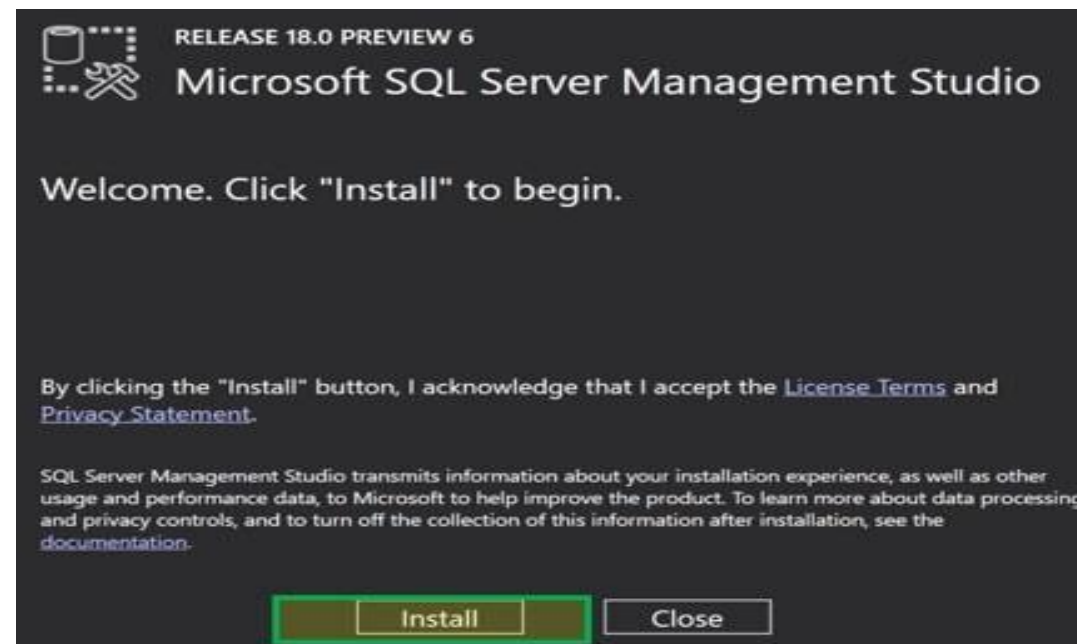 RELEASE 18.0 PREVIEW 6
Microsoft SQL Server Management Studio
Welcome. Click "Install" to begin.
By clicking the "Install" button, I acknowledge that I accept the License Terms and
Privacy Statement.
SQL Server Management Studio transmits information about your installation experience, as well as other
usage and performance data, to Microsoft to help improve the product. To learn more about data processing
and privacy controls, and to turn off the collection of this information after installation, see the
documentation.
Install Close